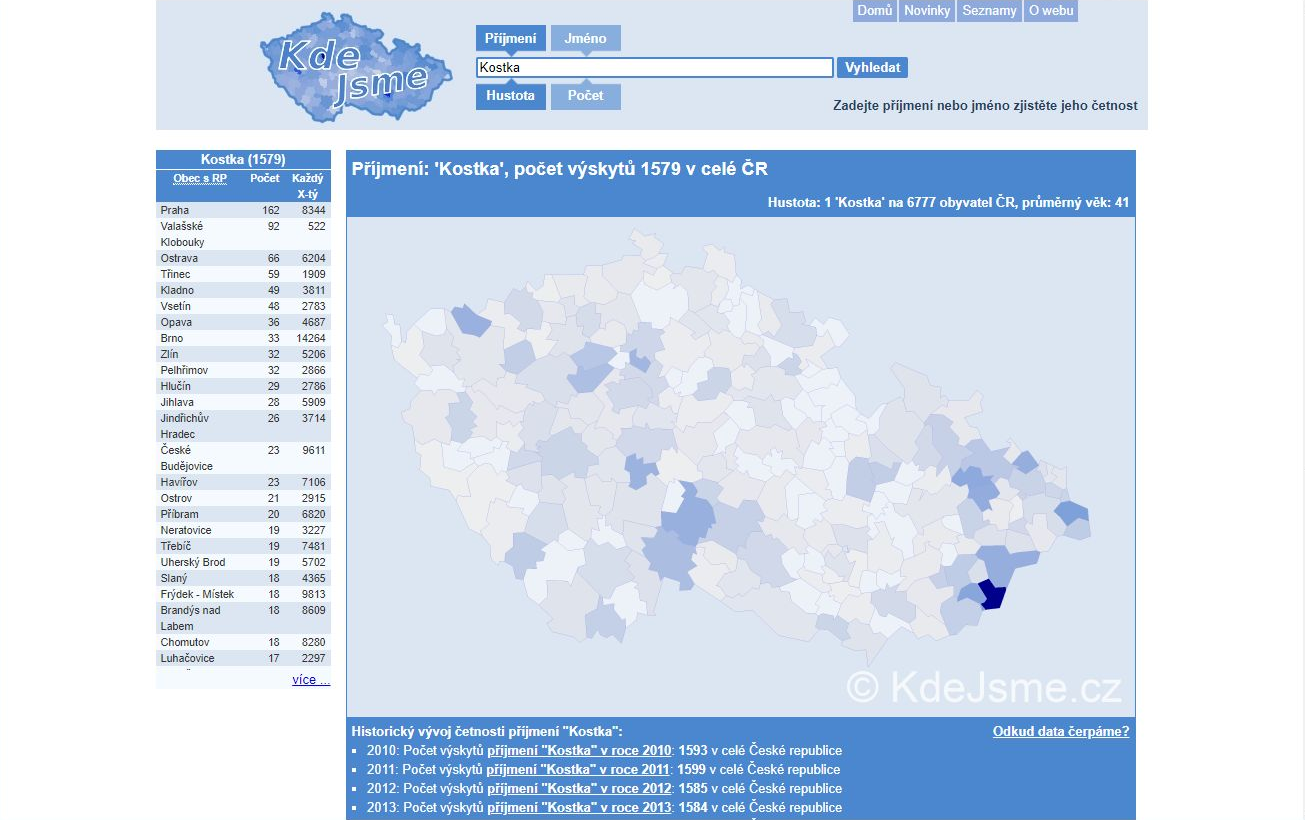 Domů Novinky Seznamy O webu
Kde
Jsme
Příjmení Jméno
Kostka Vyhledat
Hustota Počet
Zadejte příjmení nebo jméno zjistěte jeho četnost
Kostka (1579)
Obec s RP Počet Každý
X-tý
Praha 162 8344
Valašské 92 522
Klobouky
Ostrava 66 6204
Třinec 59 1909
Kladno 49 3811
Vsetín 48 2783
Opava 36 4687
Brno 33 14264
Zlín 32 5206
Pelhřimov 32 2866
Hlučín 29 2786
Jihlava 28 5909
Jindřichův 26 3714
Hradec
České 23 9611
Budějovice
Havířov 23 7106
Ostrov 21 2915
Příbram 20 6820
Neratovice 19 3227
Třebíč 19 7481
Uherský Brod 19 5702
Slaný 18 4365
Frýdek - Místek 18 9813
Brandýs nad 18 8609
Labem
Chomutov 18 8280
Luhačovice 17 2297
více ...
Příjmení: 'Kostka', počet výskytů 1579 v celé ČR
Hustota: 1 'Kostka' na 6777 obyvatel ČR, průměrný věk: 41
© KdeJsme.cz
Historický vývoj četnosti příjmení "Kostka": Odkud data čerpáme?
▪ 2010: Počet výskytů příjmení "Kostka" v roce 2010: 1593 v celé České republice
▪ 2011: Počet výskytů příjmení "Kostka" v roce 2011: 1599 v celé České republice
▪ 2012: Počet výskytů příjmení "Kostka" v roce 2012: 1585 v celé České republice
▪ 2013: Počet výskytů příjmení "Kostka" v roce 2013: 1584 v celé České republice